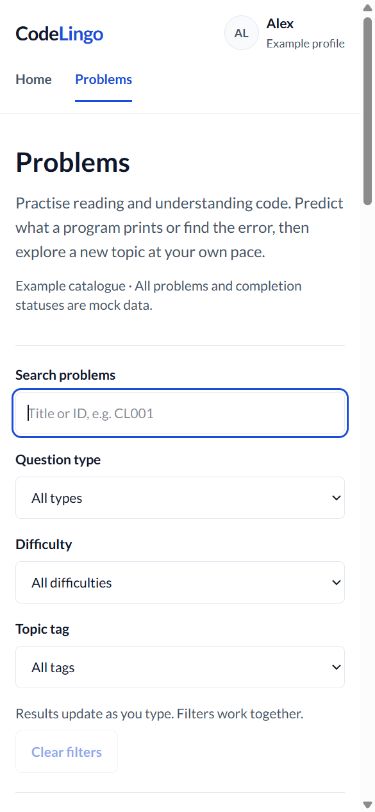 CodeLingo
AL
Alex
Example profile
Home
Problems
Problems
Practise reading and understanding code. Predict
what a program prints or find the error, then
explore a new topic at your own pace.
Example catalogue · All problems and completion
statuses are mock data.
Search problems
Title or ID, e.g. CL001
Question type
All types
Difficulty
All difficulties
Topic tag
All tags
Results update as you type. Filters work together.
Clear filters